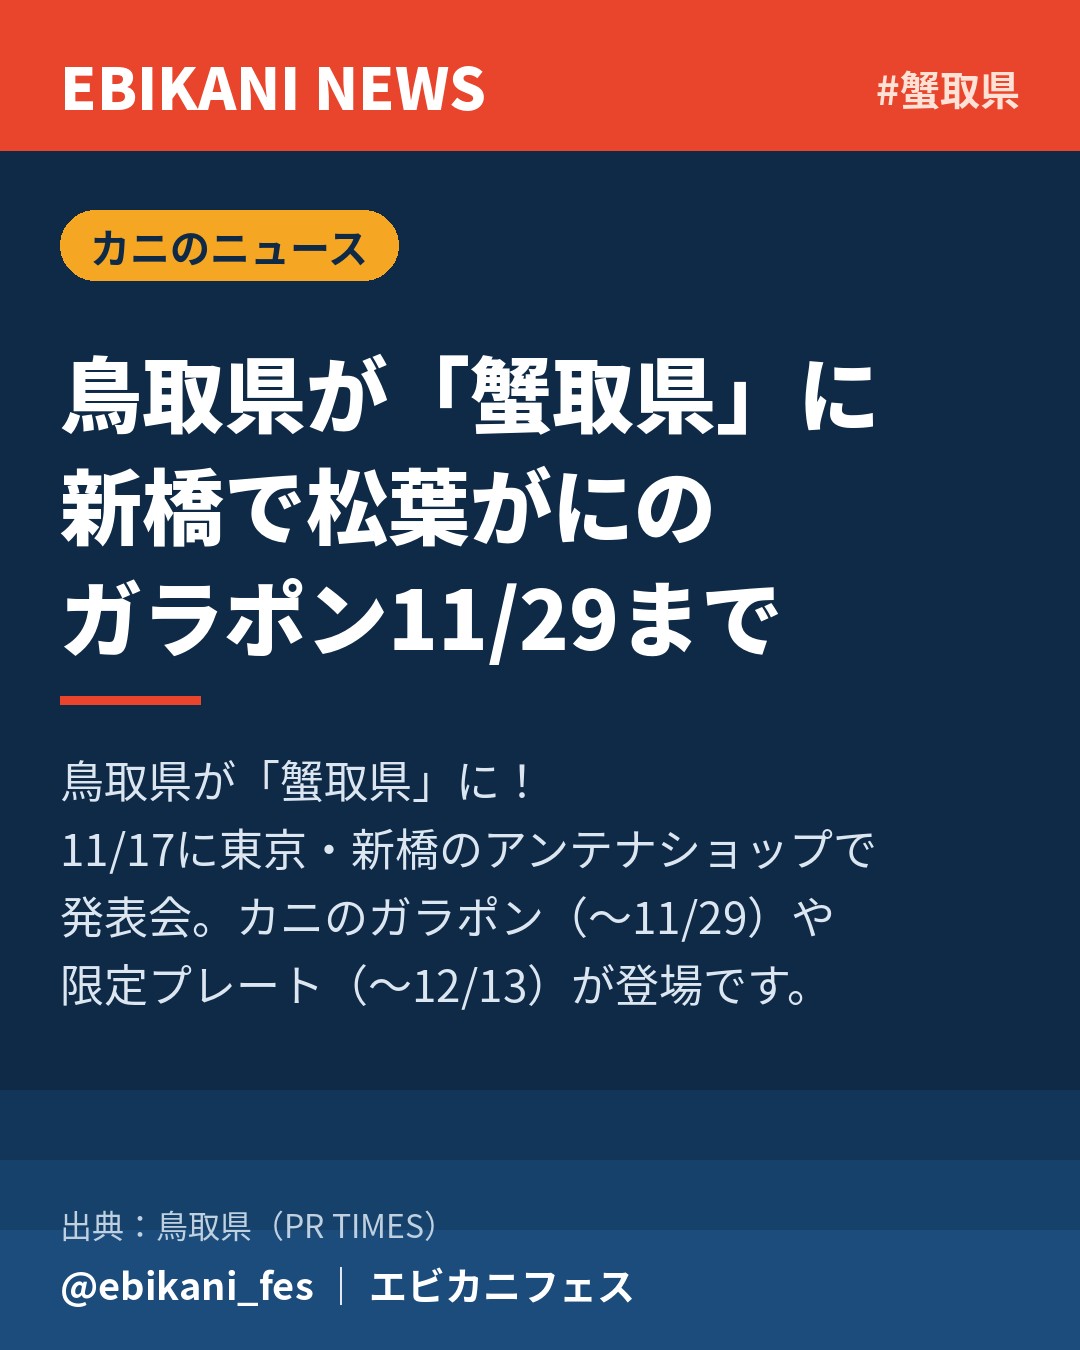 EBIKANI NEWS
#蟹取県
カニのニュース
鳥取県が「蟹取県」に
新橋で松葉がにの
ガラポン11/29まで
鳥取県が「蟹取県」に！
11/17に東京・新橋のアンテナショップで
発表会。カニのガラポン（〜11/29）や
限定プレート（〜12/13）が登場です。
出典：鳥取県（PR TIMES）
@ebikani_fes ｜ エビカニフェス